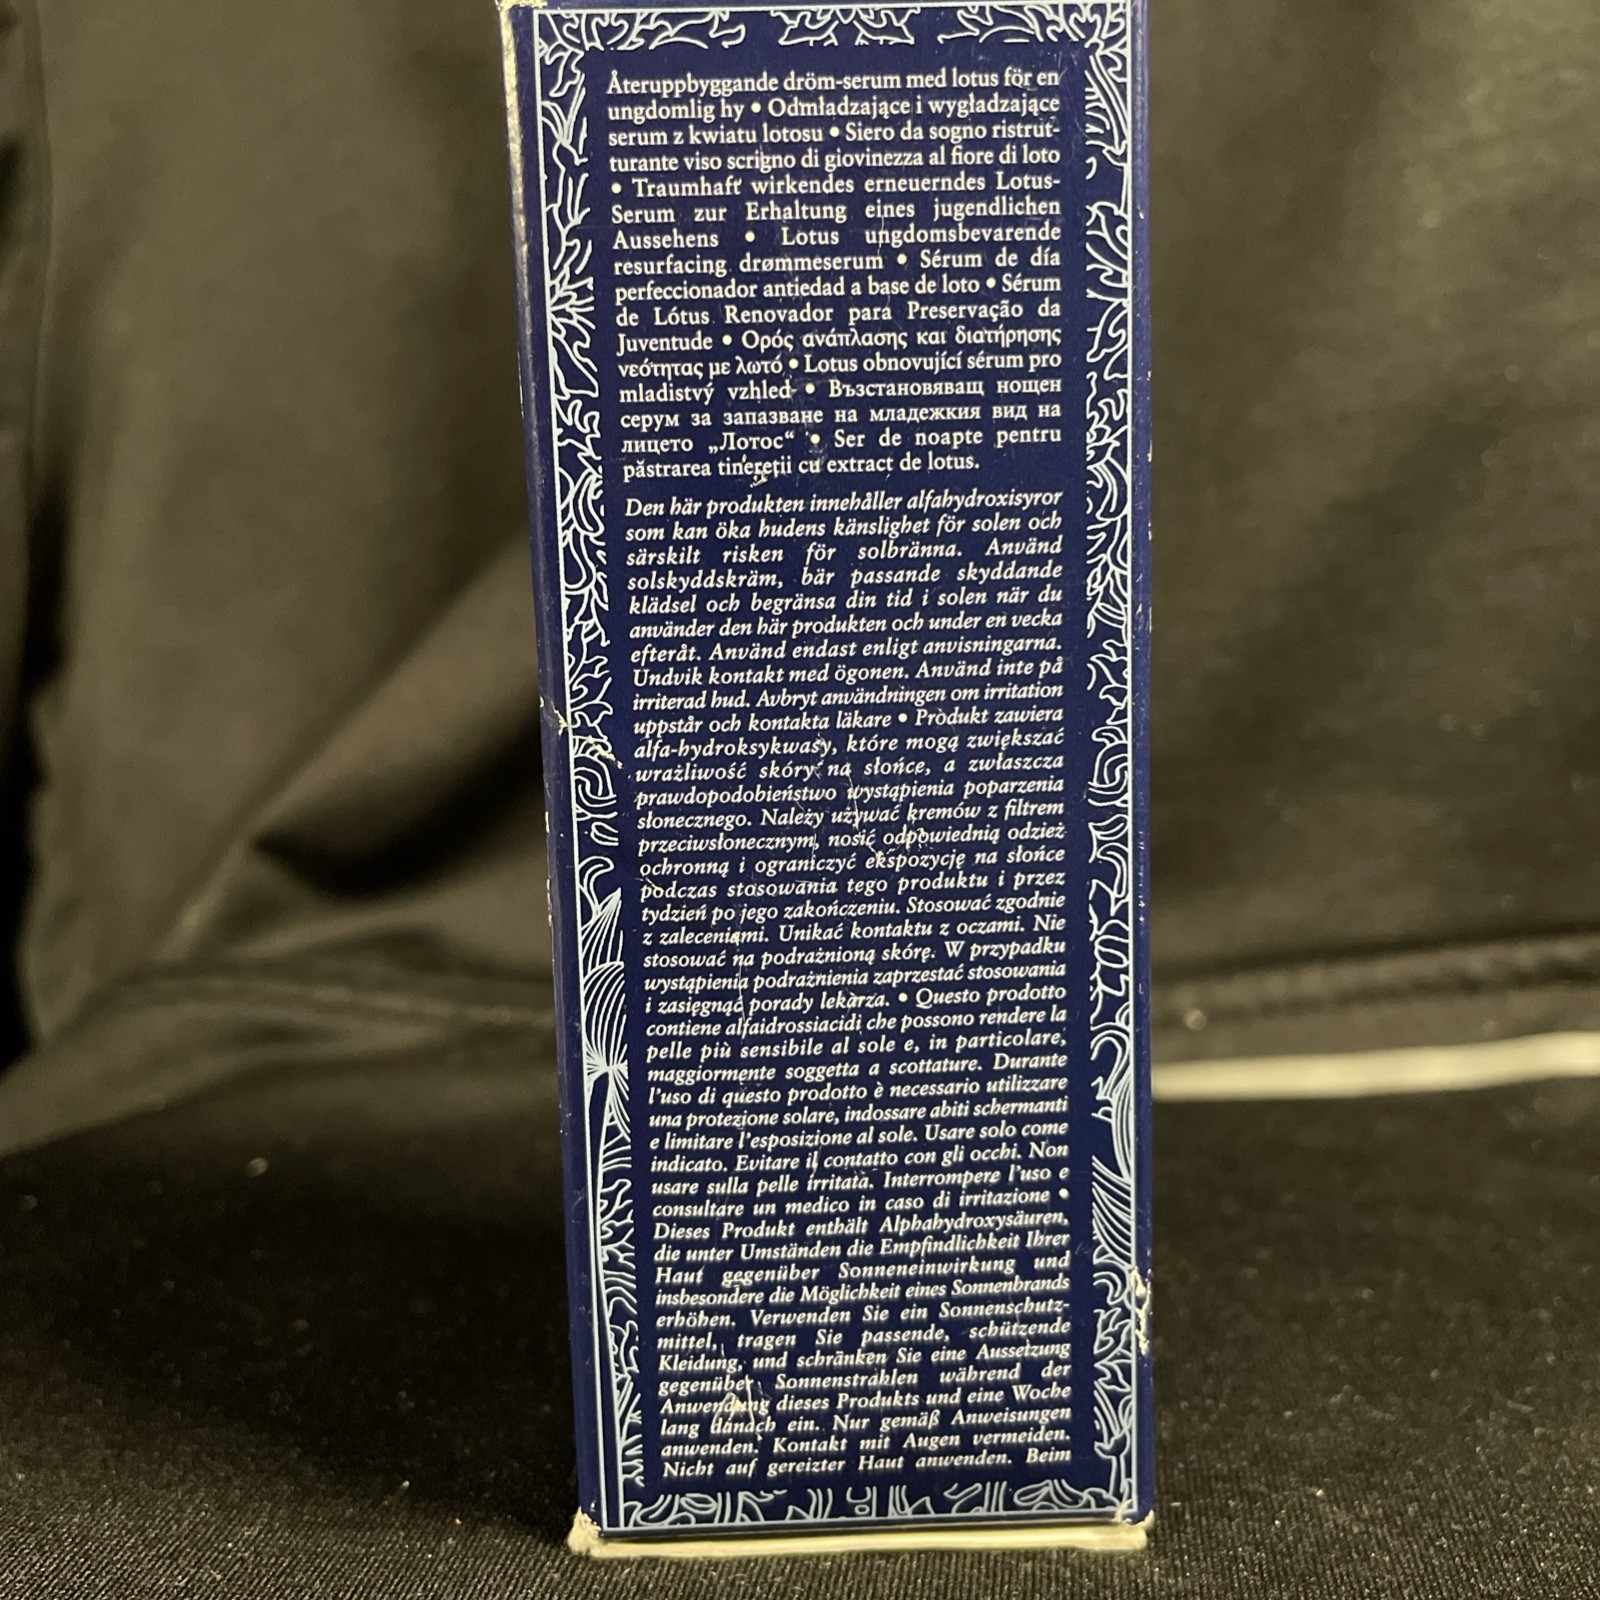 Återuppbyggande dröm-serum med lotus för en
ungdomlig hy • Odmładzające i wygładzające
serum z kwiatu lotosu • Siero da sogno ristrut-
turante viso scrigno di giovinezza al fiore di loto
• Traumhaft wirkendes erneuerndes Lotus-
Serum zur Erhaltung eines jugendlichen
Aussehens • Lotus ungdomsbevarende
resurfacing drømmeserum • Sérum de día
perfeccionador antiedad a base de loto • Sérum
de Lótus Renovador para Preservação da
Juventude • Ορός ανάπλασης και διατήρησης
νεότητας με λωτό • Lotus obnovující sérum pro
mladistvý vzhled • Възстановяващ нощен
серум за запазване на младежкия вид на
лицето „Лотос“ • Ser de noapte pentru
păstrarea tinereții cu extract de lotus.
Den här produkten innehåller alfahydroxisyror
som kan öka hudens känslighet för solen och
särskilt risken för solbränna. Använd
solskyddskräm, bär passande skyddande
klädsel och begränsa din tid i solen när du
använder den här produkten och under en vecka
efteråt. Använd endast enligt anvisningarna.
Undvik kontakt med ögonen. Använd inte på
irriterad hud. Avbryt användningen om irritation
uppstår och kontakta läkare • Produkt zawiera
alfa-hydroksykwasy, które mogą zwiększać
wrażliwość skóry na słońce, a zwłaszcza
prawdopodobieństwo wystąpienia poparzenia
słonecznego. Należy używać kremów z filtrem
przeciwsłonecznym, nosić odpowiednią odzież
ochronną i ograniczyć ekspozycję na słońce
podczas stosowania tego produktu i przez
tydzień po jego zakończeniu. Stosować zgodnie
z zaleceniami. Unikać kontaktu z oczami. Nie
stosować na podrażnioną skórę. W przypadku
wystąpienia podrażnienia zaprzestać stosowania
i zasięgnąć porady lekarza. • Questo prodotto
contiene alfaidrossiacidi che possono rendere la
pelle più sensibile al sole e, in particolare,
maggiormente soggetta a scottature. Durante
l'uso di questo prodotto è necessario utilizzare
una protezione solare, indossare abiti schermanti
e limitare l'esposizione al sole. Usare solo come
indicato. Evitare il contatto con gli occhi. Non
usare sulla pelle irritata. Interrompere l'uso e
consultare un medico in caso di irritazione •
Dieses Produkt enthält Alphahydroxysäuren,
die unter Umständen die Empfindlichkeit Ihrer
Haut gegenüber Sonneneinwirkung und
insbesondere die Möglichkeit eines Sonnenbrands
erhöhen. Verwenden Sie ein Sonnenschutz-
mittel, tragen Sie passende, schützende
Kleidung, und schränken Sie eine Aussetzung
gegenüber Sonnenstrahlen während der
Anwendung dieses Produkts und eine Woche
lang danach ein. Nur gemäß Anweisungen
anwenden. Kontakt mit Augen vermeiden.
Nicht auf gereizter Haut anwenden. Beim